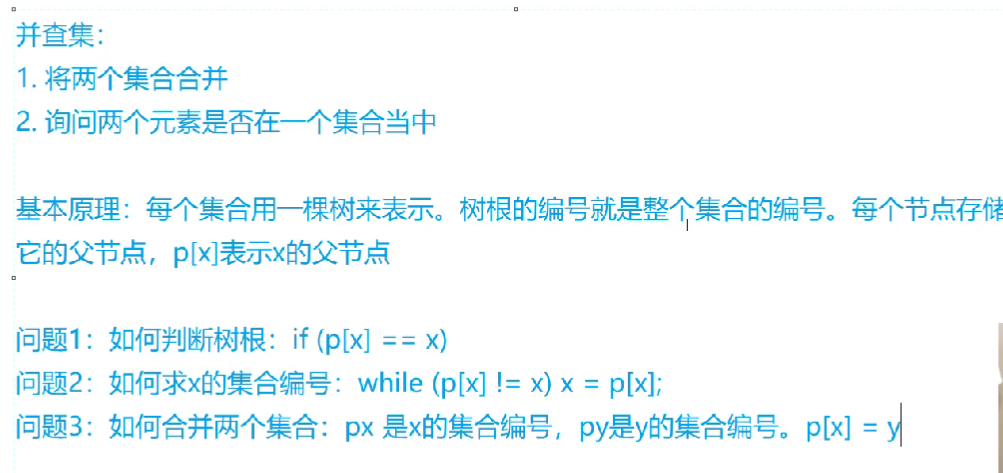 并查集：
1. 将两个集合合并
2. 询问两个元素是否在一个集合当中
基本原理：每个集合用一棵树来表示。树根的编号就是整个集合的编号。每个节点存储
它的父节点，p[x]表示x的父节点
问题1：如何判断树根：if (p[x] == x)
问题2：如何求x的集合编号：while (p[x] != x) x = p[x];
问题3：如何合并两个集合：px 是x的集合编号，py是y的集合编号。p[x] = y